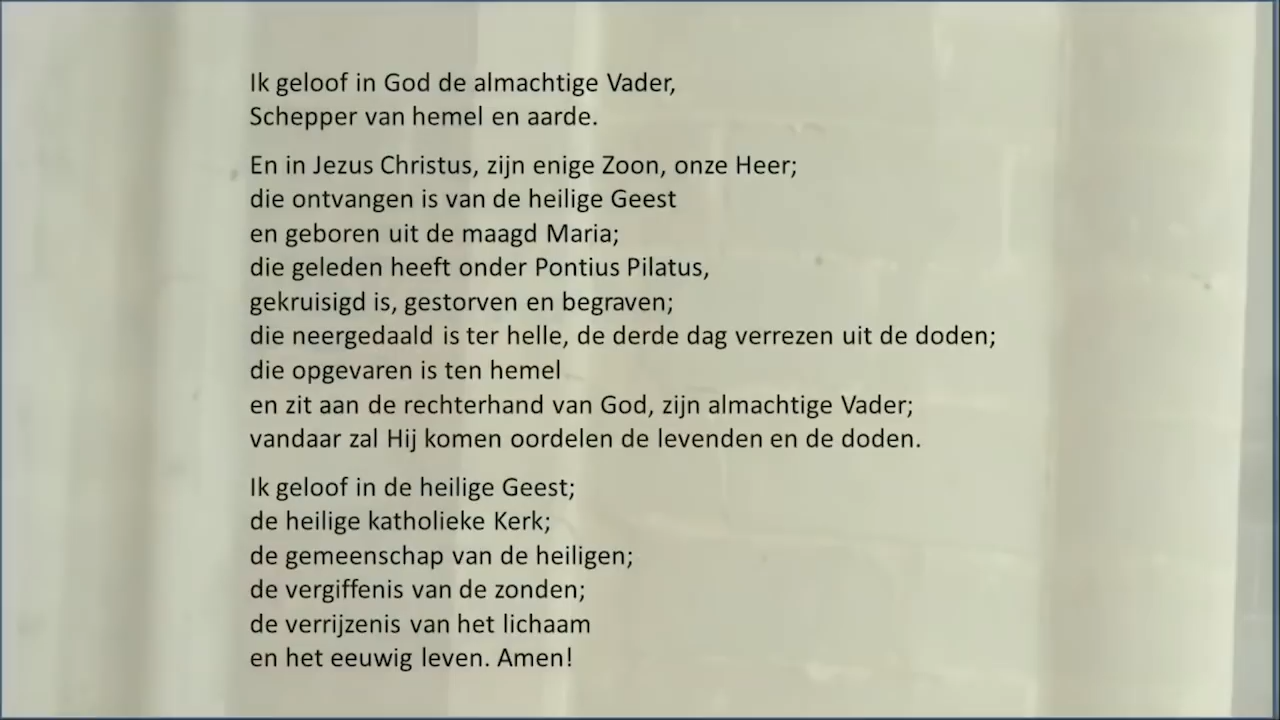 Ik geloof in God de almachtige Vader,
Schepper van hemel en aarde.
En in Jezus Christus, zijn enige Zoon, onze Heer;
die ontvangen is van de heilige Geest
en geboren uit de maagd Maria;
die geleden heeft onder Pontius Pilatus,
gekruisigd is, gestorven en begraven;
die neergedaald is ter helle, de derde dag verrezen uit de doden;
die opgevaren is ten hemel
en zit aan de rechterhand van God, zijn almachtige Vader;
vandaar zal Hij komen oordelen de levenden en de doden.
Ik geloof in de heilige Geest;
de heilige katholieke Kerk;
de gemeenschap van de heiligen;
de vergiffenis van de zonden;
de verrijzenis van het lichaam
en het eeuwig leven. Amen!